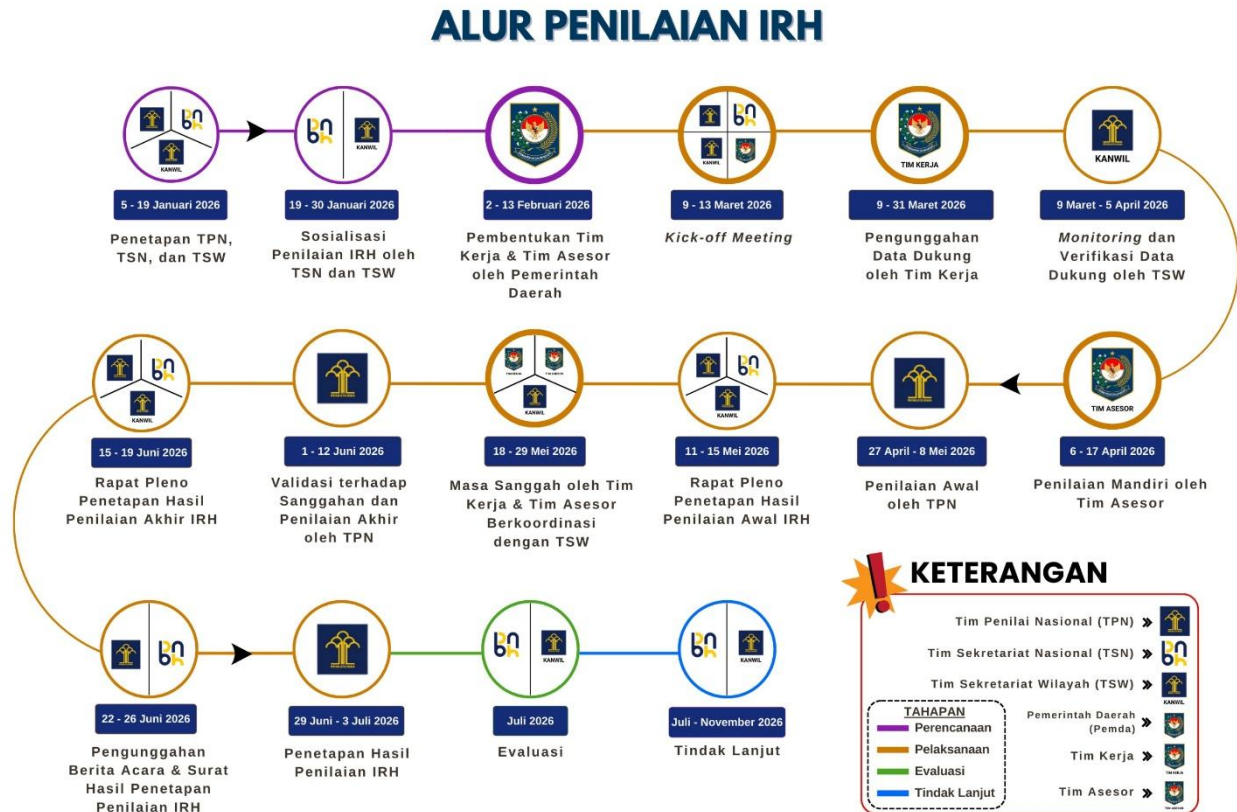 ALUR PENILAIAN IRH
KANWIL
5 - 19 Januari 2026
Penetapan TPN,
TSN, dan TSW
KANWIL
19 - 30 Januari 2026
Sosialisasi
Penilaian IRH oleh
TSN dan TSW
2 - 13 Februari 2026
Pembentukan Tim
Kerja & Tim Asesor
oleh Pemerintah
Daerah
KANWIL
9 - 13 Maret 2026
Kick-off Meeting
TIM KERJA
9 - 31 Maret 2026
Pengunggahan
Data Dukung
oleh Tim Kerja
KANWIL
9 Maret - 5 April 2026
Monitoring dan
Verifikasi Data
Dukung oleh TSW
KANWIL
15 - 19 Juni 2026
Rapat Pleno
Penetapan Hasil
Penilaian Akhir IRH
1 - 12 Juni 2026
Validasi terhadap
Sanggahan dan
Penilaian Akhir
oleh TPN
TIM KERJA
TIM ASESOR
KANWIL
18 - 29 Mei 2026
Masa Sanggah oleh Tim
Kerja & Tim Asesor
Berkoordinasi
dengan TSW
KANWIL
11 - 15 Mei 2026
Rapat Pleno
Penetapan Hasil
Penilaian Awal IRH
27 April - 8 Mei 2026
Penilaian Awal
oleh TPN
TIM ASESOR
6 - 17 April 2026
Penilaian Mandiri oleh
Tim Asesor
22 - 26 Juni 2026
Pengunggahan
Berita Acara & Surat
Hasil Penetapan
Penilaian IRH
29 Juni - 3 Juli 2026
Penetapan Hasil
Penilaian IRH
KANWIL
Juli 2026
Evaluasi
KANWIL
Juli - November 2026
Tindak Lanjut
KETERANGAN
Tim Penilai Nasional (TPN)
Tim Sekretariat Nasional (TSN)
Tim Sekretariat Wilayah (TSW)
KANWIL
Pemerintah Daerah
(Pemda)
Tim Kerja
TIM KERJA
Tim Asesor
TIM ASESOR
TAHAPAN
Perencanaan
Pelaksanaan
Evaluasi
Tindak Lanjut